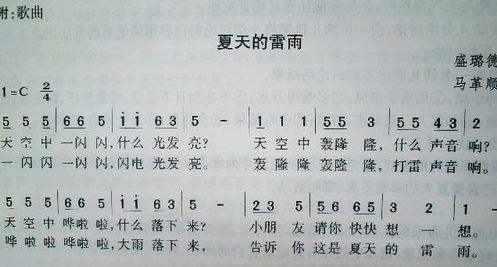 附:歌曲
夏天的雷雨
盛璐德
1=C 2/4 马革顺
5 5 5 | 6 6 5 | i i 6 3 | 5 - | 1 1 1 | 5 5 3 | 5 5 4 3 | 2
天 空 中 一闪 闪,什么 光发 亮? 天 空 中 轰隆 隆,什么 声音 响?
一 闪 闪 一闪 闪,闪电 光发 亮。 轰 隆 隆 轰隆 隆,打雷 声音 响。
5 5 5 | 6 6 5 | i i 6 3 | 5 - | 2 3 5 | 5 6 5 6 5 | 3 2 | 1 -
天 空 中 哗啦 啦,什么 落下 来? 小朋 友 请你 快快 想 一 想。
哗 啦 啦 哗啦 啦,大雨 落下 来。 告诉 你 这是 夏天 的 雷 雨。